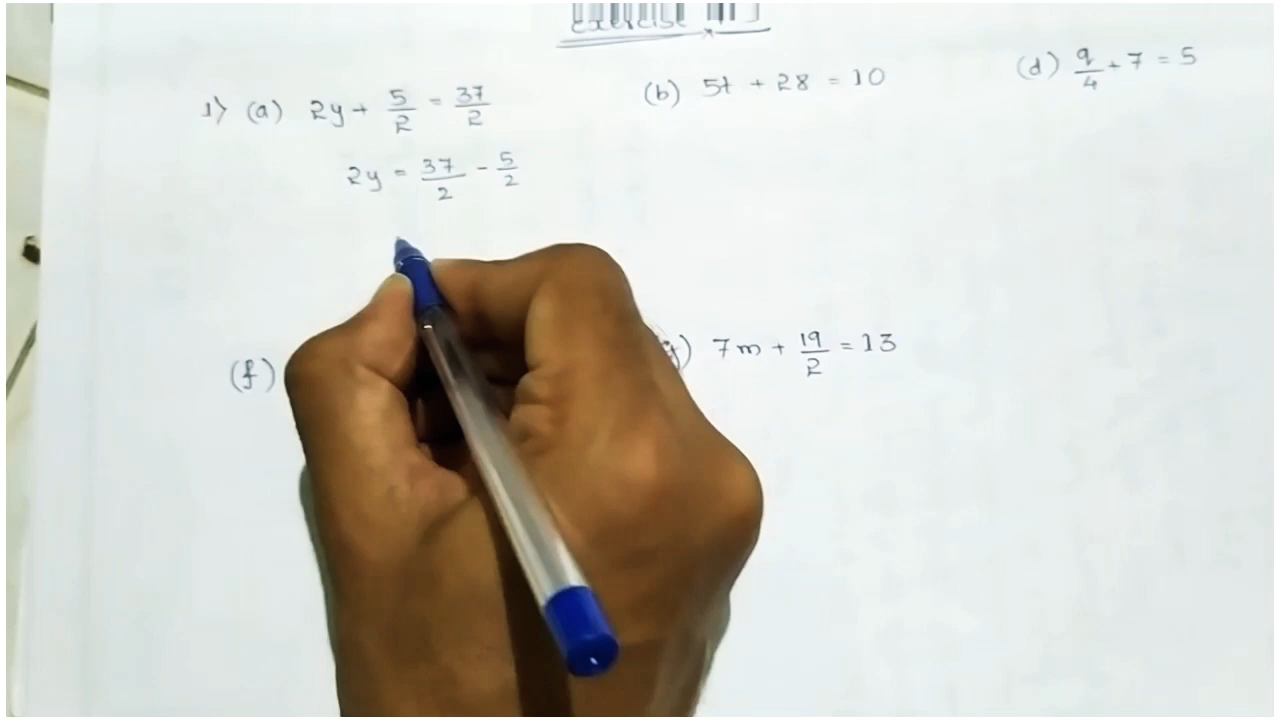 Exercise
1) (a) 2y + 5/2 = 37/2
2y = 37/2 - 5/2
(b) 5t + 28 = 10
(d) q/4 + 7 = 5
(f)
7m + 19/2 = 13